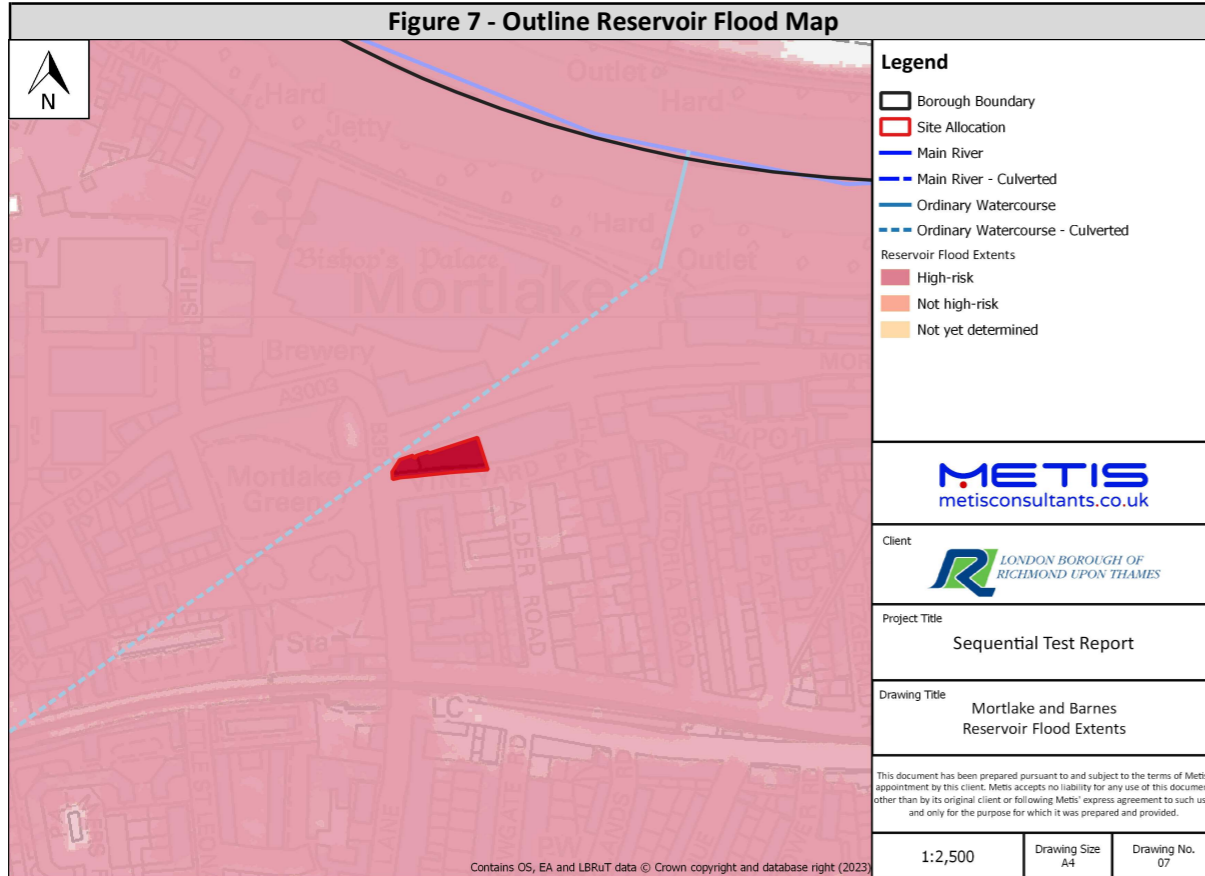 Figure 7 - Outline Reservoir Flood Map
N
Outlet
Hard
Hard
Jetty
SHIP LANE
Hard
Outlet
Bishop's Palace
Mortlake
Brewery
A3003
Mortlake
Green
ALDER ROAD
Sta
LC
Contains OS, EA and LBRuT data © Crown copyright and database right (2023)
Legend
Borough Boundary
Site Allocation
Main River
Main River - Culverted
Ordinary Watercourse
Ordinary Watercourse - Culverted
Reservoir Flood Extents
High-risk
Not high-risk
Not yet determined
METIS
metisconsultants.co.uk
Client
LONDON BOROUGH OF
RICHMOND UPON THAMES
Project Title
Sequential Test Report
Drawing Title
Mortlake and Barnes
Reservoir Flood Extents
This document has been prepared pursuant to and subject to the terms of Metis'
appointment by this client. Metis accepts no liability for any use of this document
other than by its original client or following Metis' express agreement to such use
and only for the purpose for which it was prepared and provided.
1:2,500
Drawing Size
A4
Drawing No.
07